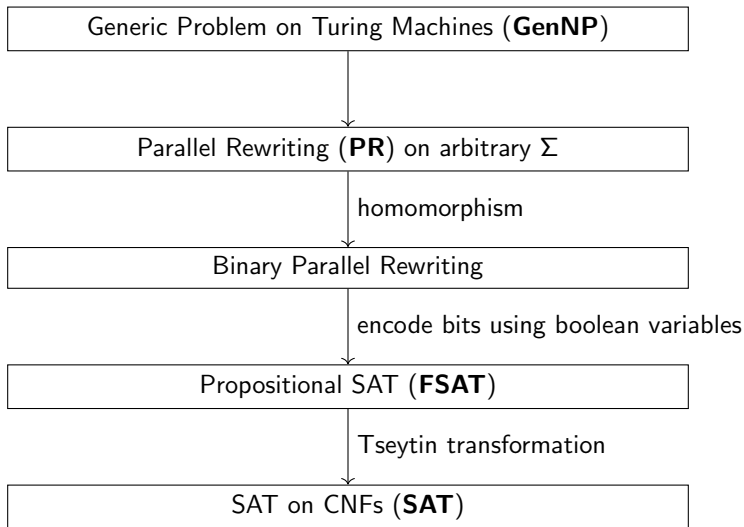 Generic Problem on Turing Machines (GenNP)
Parallel Rewriting (PR) on arbitrary Σ
homomorphism
Binary Parallel Rewriting
encode bits using boolean variables
Propositional SAT (FSAT)
Tseytin transformation
SAT on CNFs (SAT)